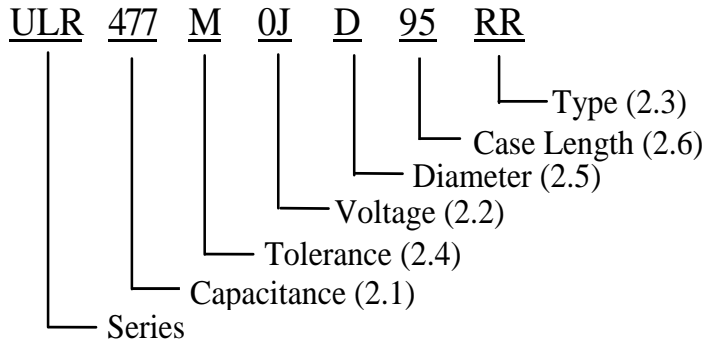 ULR 477 M 0J D 95 RR
Type (2.3)
Case Length (2.6)
Diameter (2.5)
Voltage (2.2)
Tolerance (2.4)
Capacitance (2.1)
Series